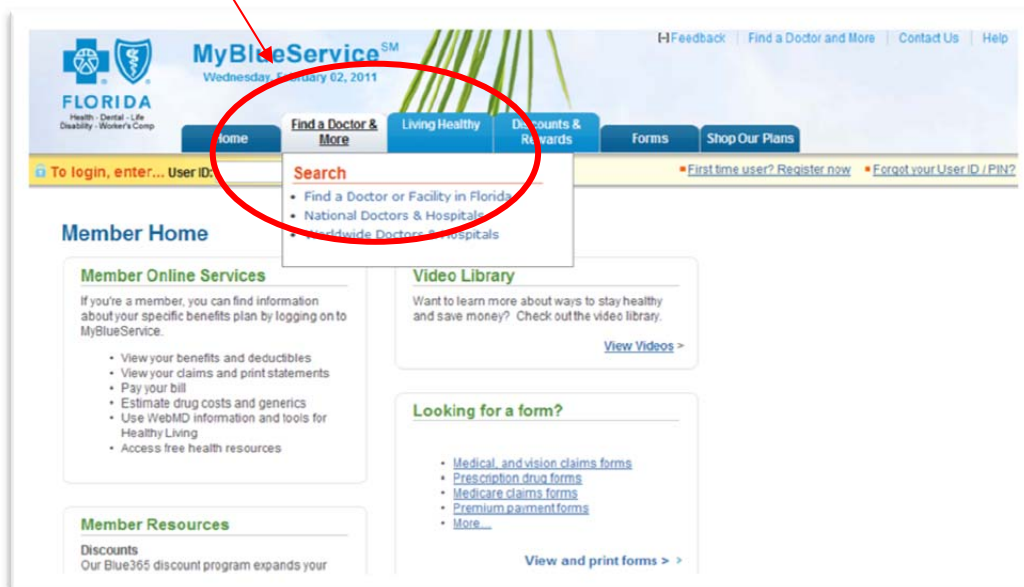 [-] Feedback | Find a Doctor and More | Contact Us | Help
MyBlueService SM
Wednesday, February 02, 2011
FLORIDA
Health - Dental - Life
Disability - Worker's Comp
Home
Find a Doctor & More
Living Healthy
Discounts & Rewards
Forms
Shop Our Plans
To login, enter... User ID:
First time user? Register now
Forgot your User ID / PIN?
Search
• Find a Doctor or Facility in Florida
• National Doctors & Hospitals
• Worldwide Doctors & Hospitals
Member Home
Member Online Services
If you're a member, you can find information
about your specific benefits plan by logging on to
MyBlueService.
• View your benefits and deductibles
• View your claims and print statements
• Pay your bill
• Estimate drug costs and generics
• Use WebMD information and tools for
Healthy Living
• Access free health resources
Video Library
Want to learn more about ways to stay healthy
and save money? Check out the video library.
View Videos >
Looking for a form?
• Medical, and vision claims forms
• Prescription drug forms
• Medicare claims forms
• Premium payment forms
• More...
View and print forms > >
Member Resources
Discounts
Our Blue365 discount program expands your